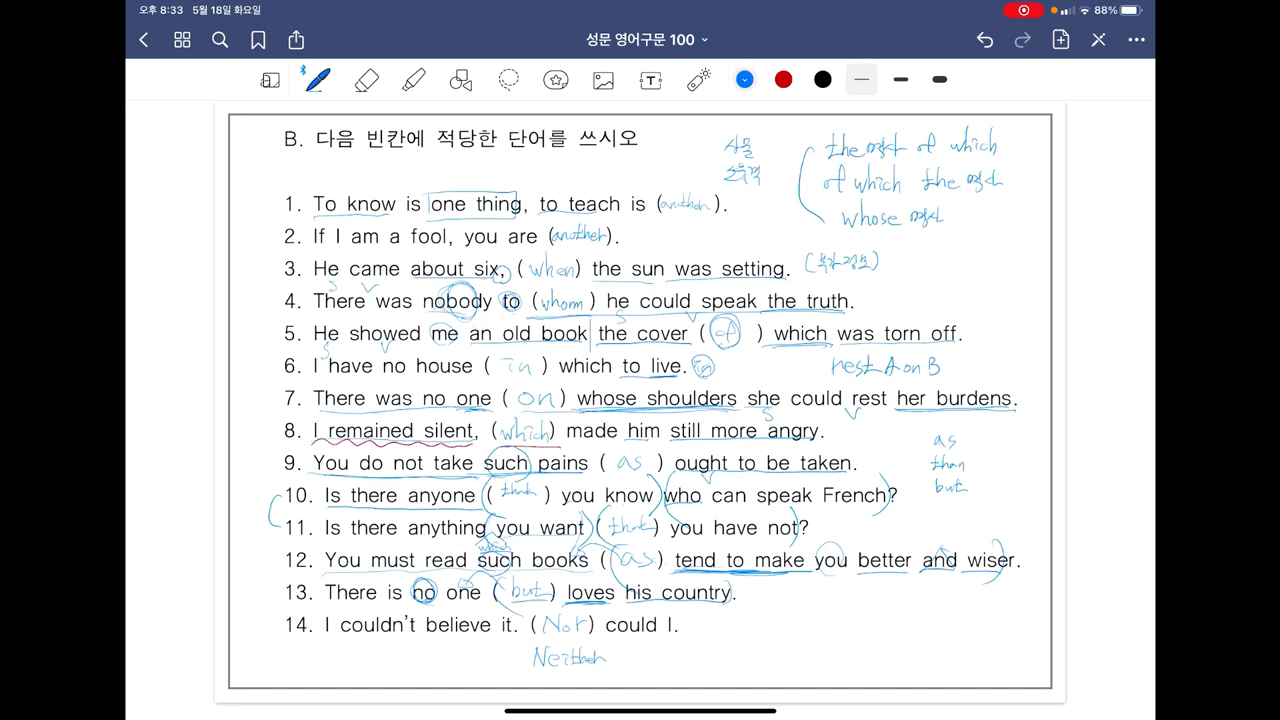 오후 8:33 5월 18일 화요일 88%
성문 영어구문 100
B. 다음 빈칸에 적당한 단어를 쓰시오
사물
소유격
the 명사 of which
of which the 명사
whose 명사
1. To know is one thing, to teach is (another).
2. If I am a fool, you are (another).
3. He came about six, (when) the sun was setting. (부가정보)
S V
4. There was nobody to (whom) he could speak the truth.
S V
5. He showed me an old book the cover (of) which was torn off.
S V
6. I have no house (in) which to live. in
rest A on B
7. There was no one (on) whose shoulders she could rest her burdens.
S V
8. I remained silent, (which) made him still more angry.
as
than
but
9. You do not take such pains (as) ought to be taken.
V
10. Is there anyone (that) you know who can speak French?
11. Is there anything you want (that) you have not?
12. You must read such books (as) tend to make you better and wiser.
13. There is no one (but) loves his country.
14. I couldn't believe it. (Nor) could I.
Neither